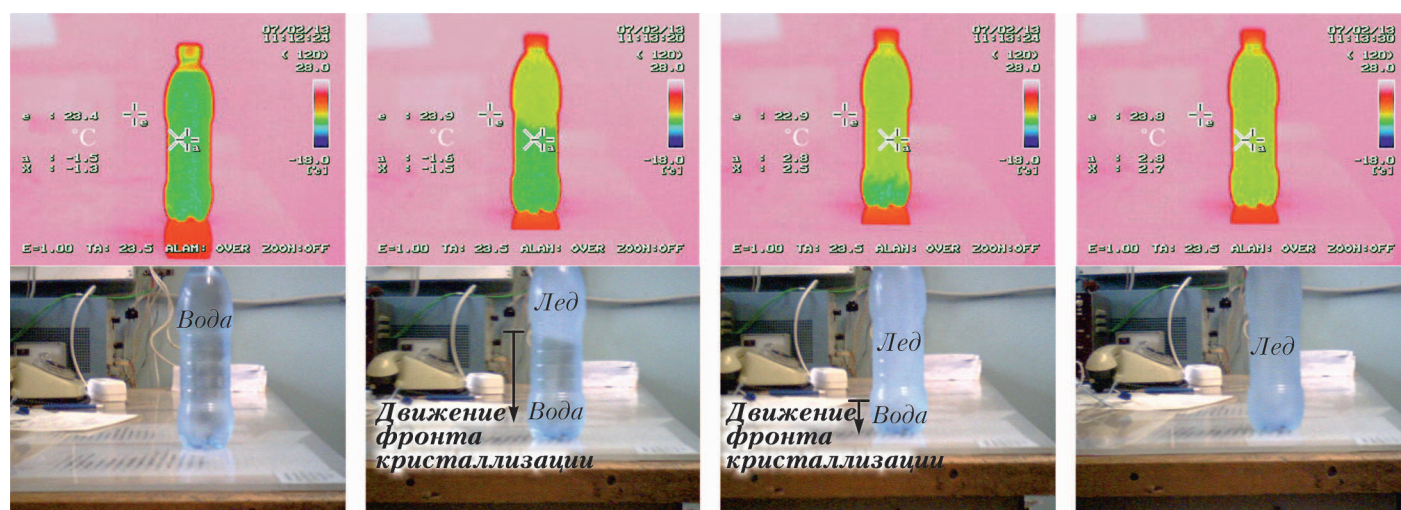 07/02/13
11:12:24
( 120)
28.0
e : 23.4
e
°C
a
a : -1.5
X : -1.3
-18.0
[°C]
E=1.00 TA: 23.5 ALAM: OVER ZOOM:OFF
07/02/13
11:13:20
( 120)
28.0
e : 23.9
e
°C
a
a : -1.6
X : -1.5
-18.0
[°C]
E=1.00 TA: 23.5 ALAM: OVER ZOOM:OFF
07/02/13
11:13:24
( 120)
28.0
e : 22.9
e
°C
a
a : 2.8
X : 2.5
-18.0
[°C]
E=1.00 TA: 23.5 ALAM: OVER ZOOM:OFF
07/02/13
11:13:30
( 120)
28.0
e : 23.8
e
°C
a
a : 2.8
X : 2.7
-18.0
[°C]
E=1.00 TA: 23.5 ALAM: OVER ZOOM:OFF
Вода
Лед
Вода
Движение
фронта
кристаллизации
Лед
Вода
Движение
фронта
кристаллизации
Лед